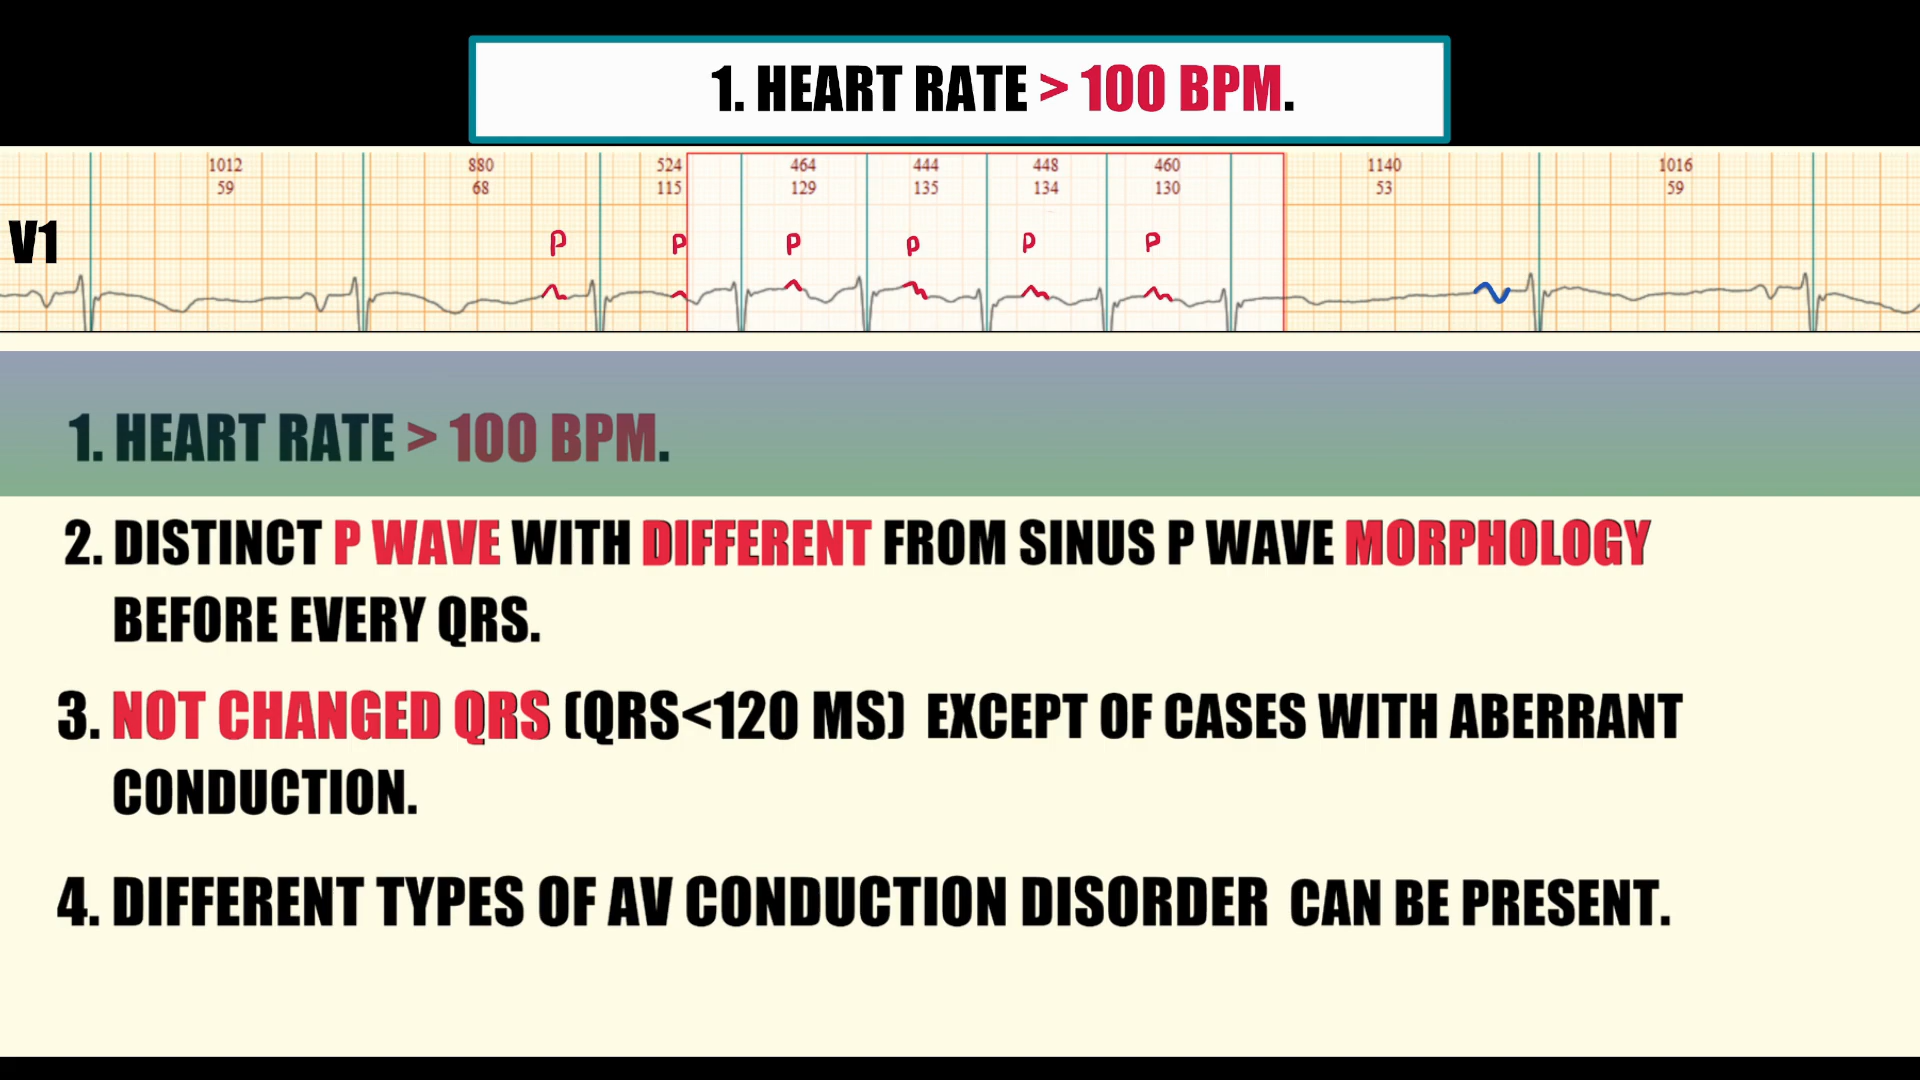 1. HEART RATE > 100 BPM.
1012 880 524 464 444 448 460 1140 1016
59 68 115 129 135 134 130 53 59
V1
P P P P P P
1. HEART RATE > 100 BPM.
2. DISTINCT P WAVE WITH DIFFERENT FROM SINUS P WAVE MORPHOLOGY
BEFORE EVERY QRS.
3. NOT CHANGED QRS (QRS<120 MS) EXCEPT OF CASES WITH ABERRANT
CONDUCTION.
4. DIFFERENT TYPES OF AV CONDUCTION DISORDER CAN BE PRESENT.